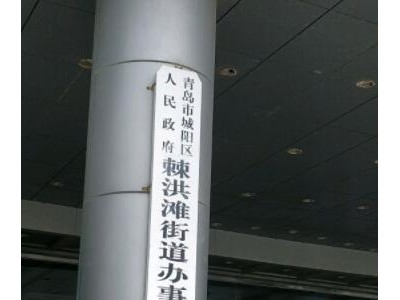 青岛市城阳区
人民政府
棘洪滩街道办事